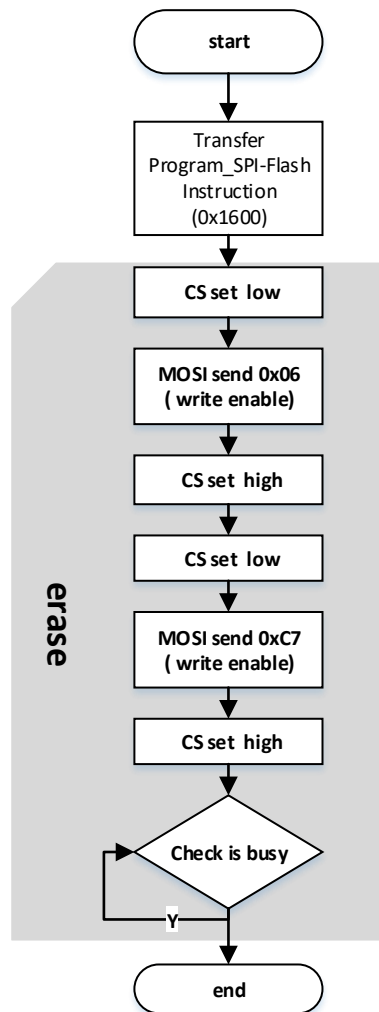 start
Transfer
Program_SPI-Flash
Instruction
(0x1600)
CS set low
MOSI send 0x06
( write enable)
CS set high
CS set low
erase
MOSI send 0xC7
( write enable)
CS set high
Check is busy
Y
end